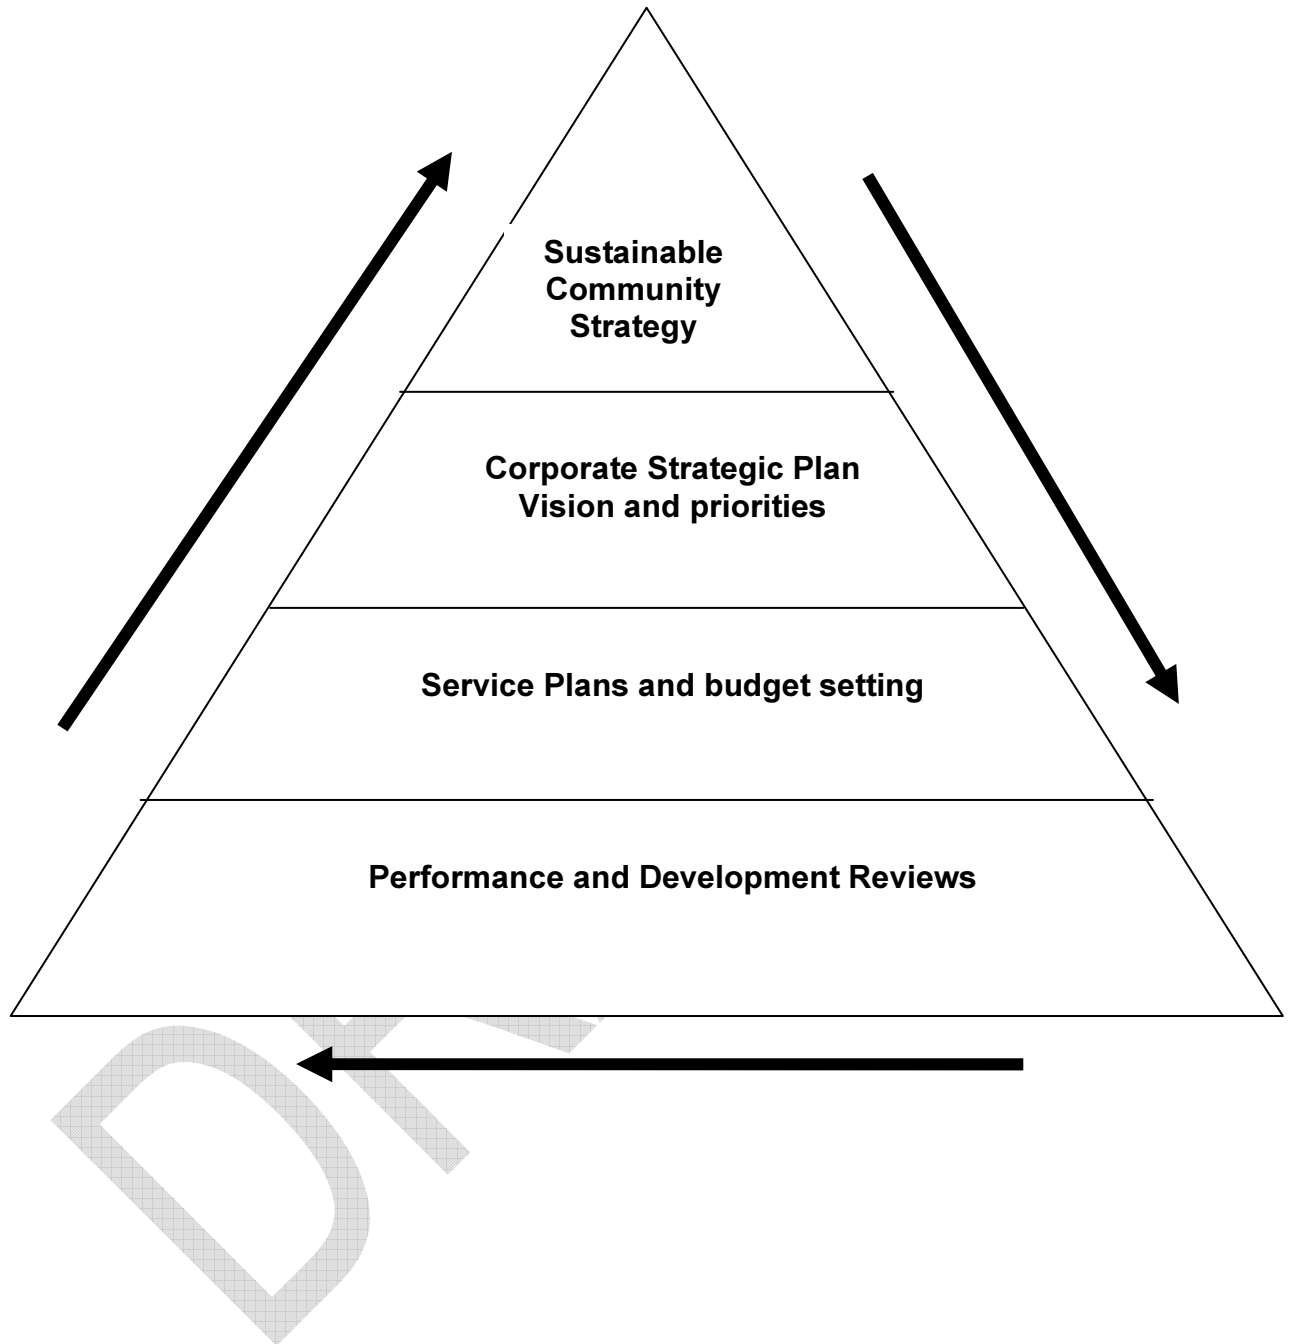 Sustainable
Community
Strategy
Corporate Strategic Plan
Vision and priorities
Service Plans and budget setting
Performance and Development Reviews